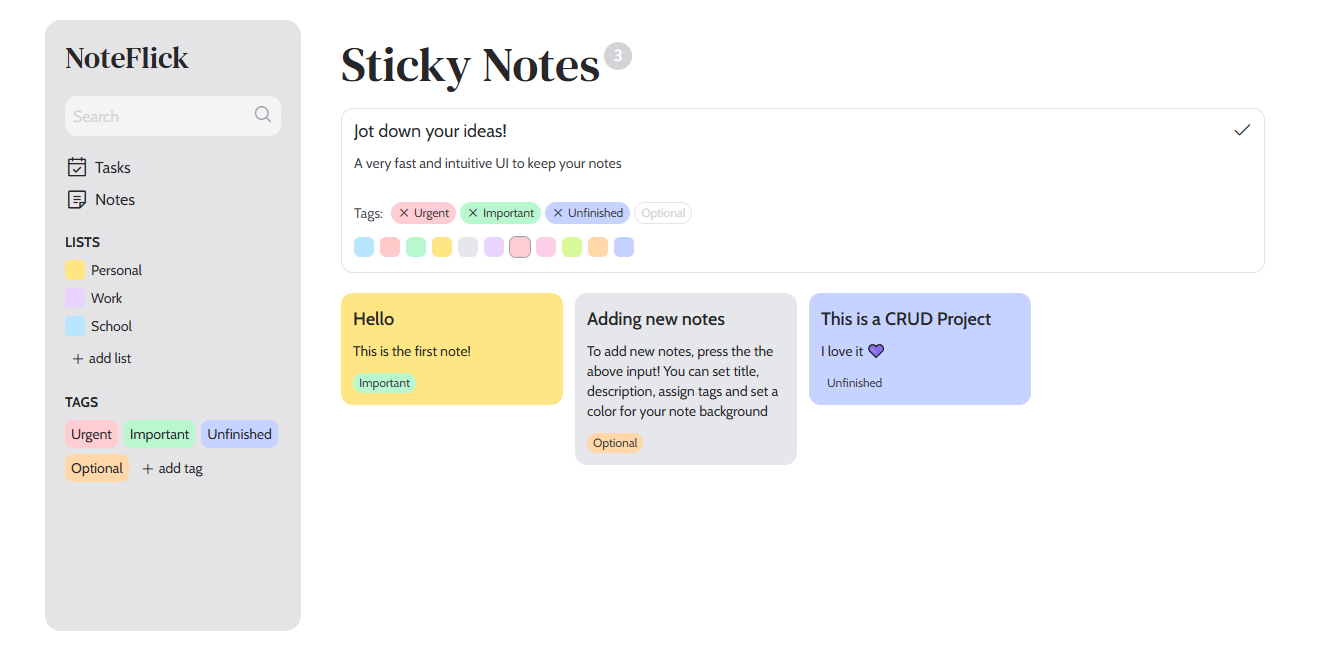 NoteFlick
Search
Tasks
Notes
LISTS
Personal
Work
School
+ add list
TAGS
Urgent Important Unfinished
Optional + add tag
Sticky Notes 3
Jot down your ideas!
A very fast and intuitive UI to keep your notes
Tags: × Urgent × Important × Unfinished Optional
Hello
This is the first note!
Important
Adding new notes
To add new notes, press the the
above input! You can set title,
description, assign tags and set a
color for your note background
Optional
This is a CRUD Project
I love it 💜
Unfinished